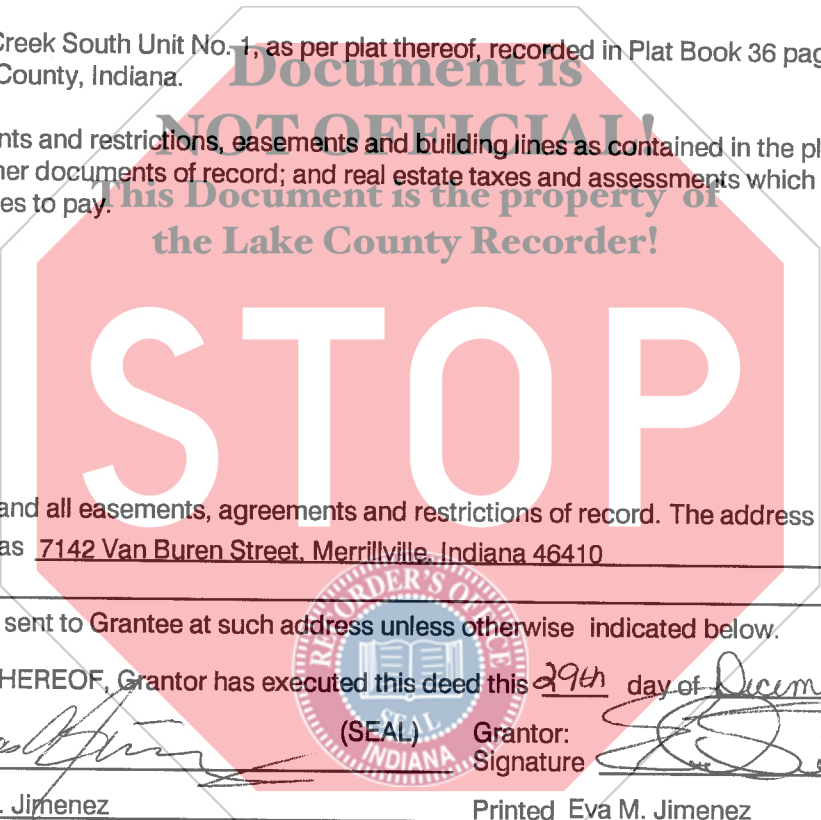 Creek South Unit No. 1, as per plat thereof, recorded in Plat Book 36 pag
County, Indiana.
Document is
NOT OFFICIAL!
nts and restrictions, easements and building lines as contained in the pl
ner documents of record; and real estate taxes and assessments which
es to pay.
This Document is the property of
the Lake County Recorder!
STOP
and all easements, agreements and restrictions of record. The address
as 7142 Van Buren Street, Merrillville, Indiana 46410
RECORDER'S OFFICE
sent to Grantee at such address unless otherwise indicated below.
HEREOF, Grantor has executed this deed this 29th day of Decem
SEAL
INDIANA
(SEAL) Grantor:
Signature
. Jimenez Printed Eva M. Jimenez